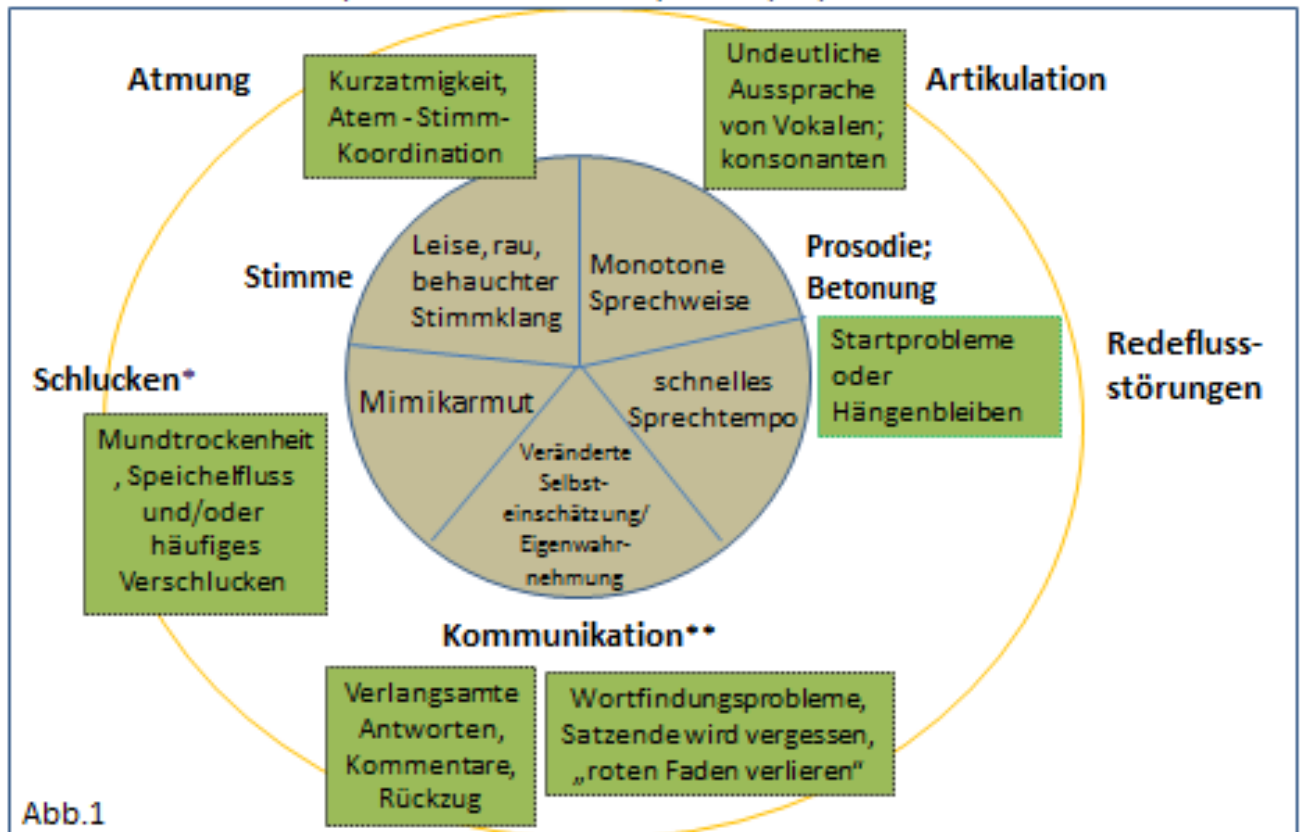 Atmung
Kurzatmigkeit,
Atem - Stimm-
Koordination
Undeutliche
Aussprache
von Vokalen;
konsonanten
Artikulation
Stimme
Leise, rau,
behauchter
Stimmklang
Monotone
Sprechweise
Prosodie;
Betonung
Startprobleme
oder
Hängenbleiben
Redefluss-
störungen
Schlucken*
Mundtrockenheit
, Speichelfluss
und/oder
häufiges
Verschlucken
Mimikarmut
schnelles
Sprechtempo
Veränderte
Selbst-
einschätzung/
Eigenwahr-
nehmung
Kommunikation**
Verlangsamte
Antworten,
Kommentare,
Rückzug
Wortfindungsprobleme,
Satzende wird vergessen,
„roten Faden verlieren“
Abb.1